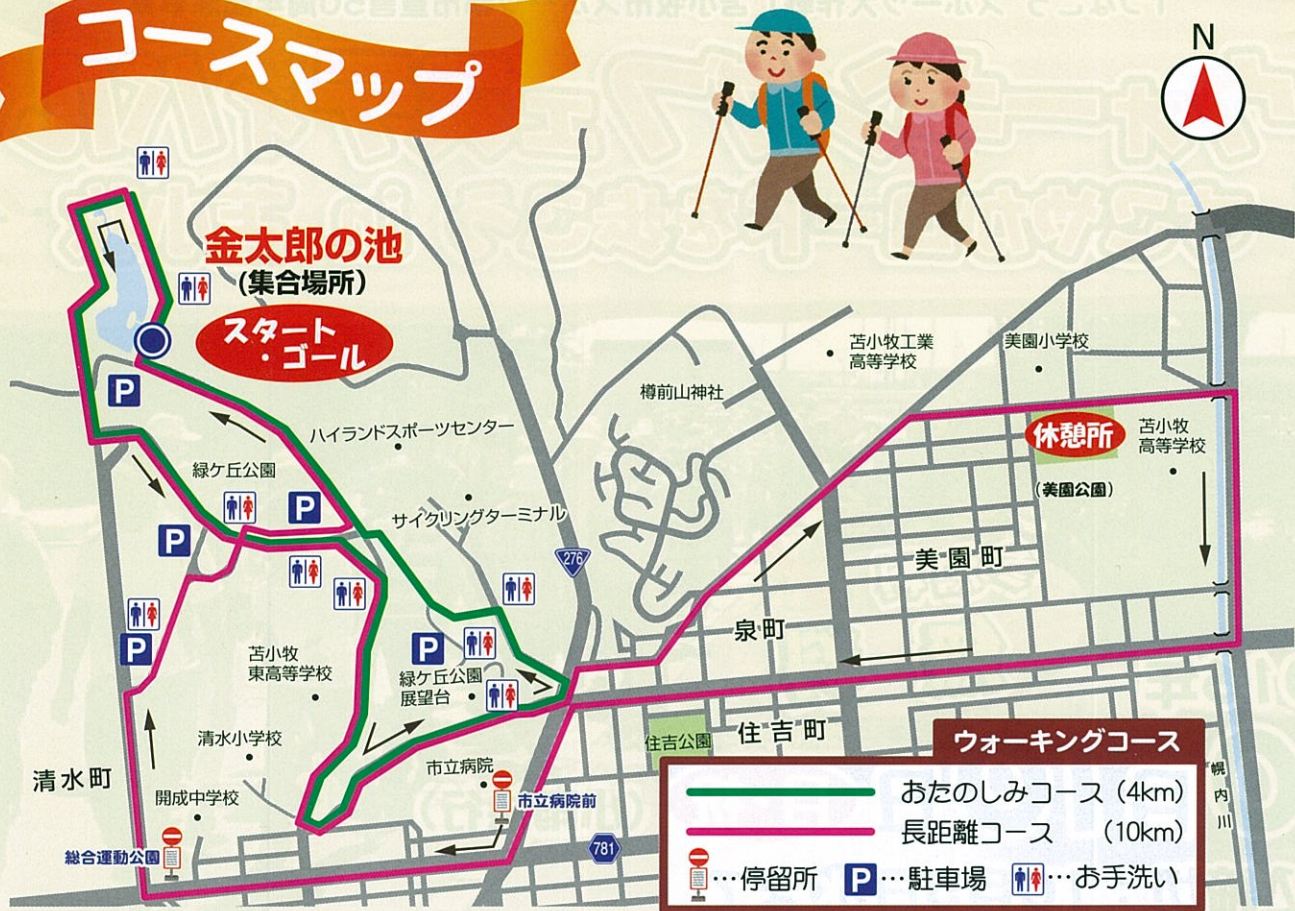 コースマップ
N
金太郎の池
(集合場所)
スタート
・ゴール
P
ハイランドスポーツセンター
緑ケ丘公園
P
サイクリングターミナル
P
276
樽前山神社
苫小牧工業
高等学校
美園小学校
休憩所
(美園公園)
苫小牧
高等学校
美園町
泉町
P
苫小牧
東高等学校
P
緑ケ丘公園
展望台
清水小学校
清水町
開成中学校
市立病院
市立病院前
総合運動公園
781
住吉公園
住吉町
幌内川
ウォーキングコース
おたのしみコース (4km)
長距離コース (10km)
…停留所 P…駐車場 …お手洗い